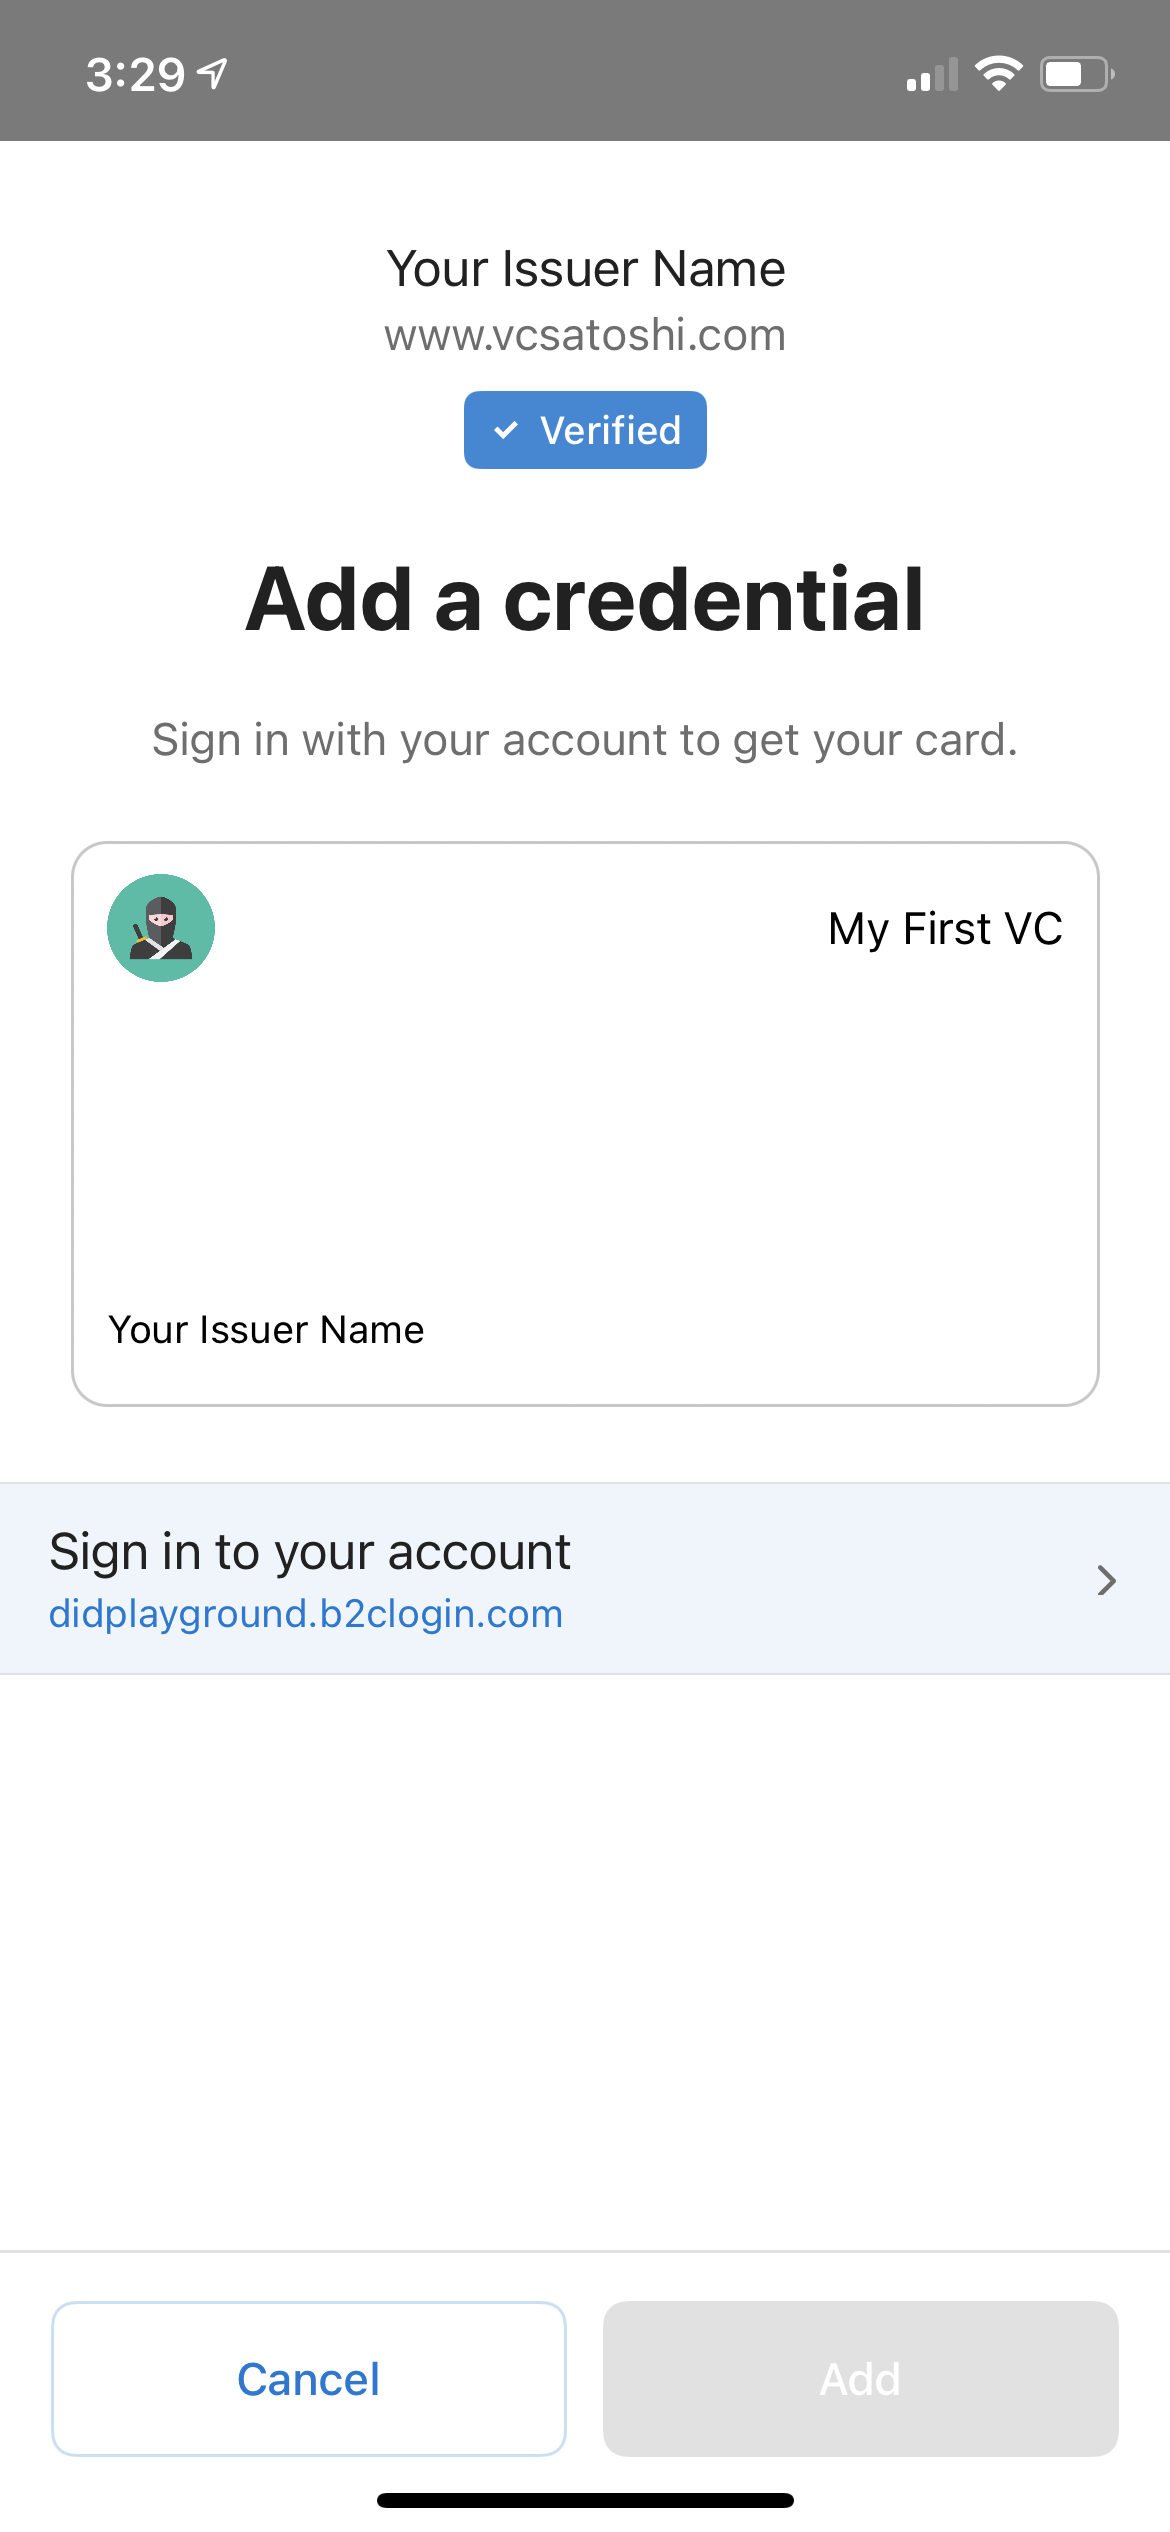 3:29
Your Issuer Name
www.vcsatoshi.com
Verified
Add a credential
Sign in with your account to get your card.
My First VC
Your Issuer Name
Sign in to your account
didplayground.b2clogin.com
Cancel
Add